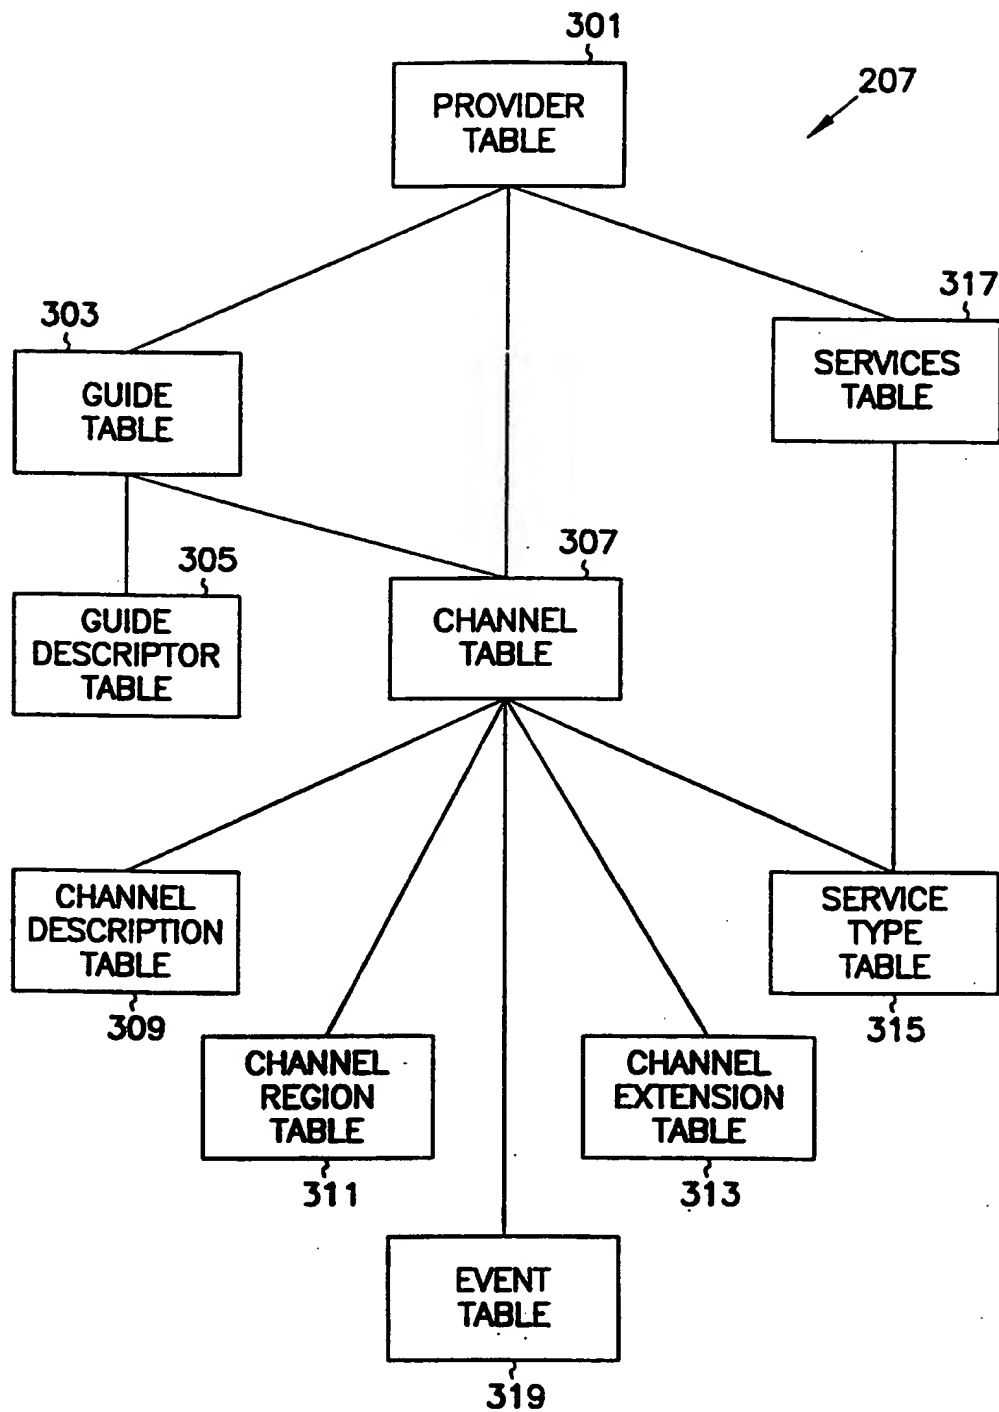 301
PROVIDER
TABLE
207
303
GUIDE
TABLE
317
SERVICES
TABLE
305
GUIDE
DESCRIPTOR
TABLE
307
CHANNEL
TABLE
CHANNEL
DESCRIPTION
TABLE
309
SERVICE
TYPE
TABLE
315
CHANNEL
REGION
TABLE
311
CHANNEL
EXTENSION
TABLE
313
EVENT
TABLE
319